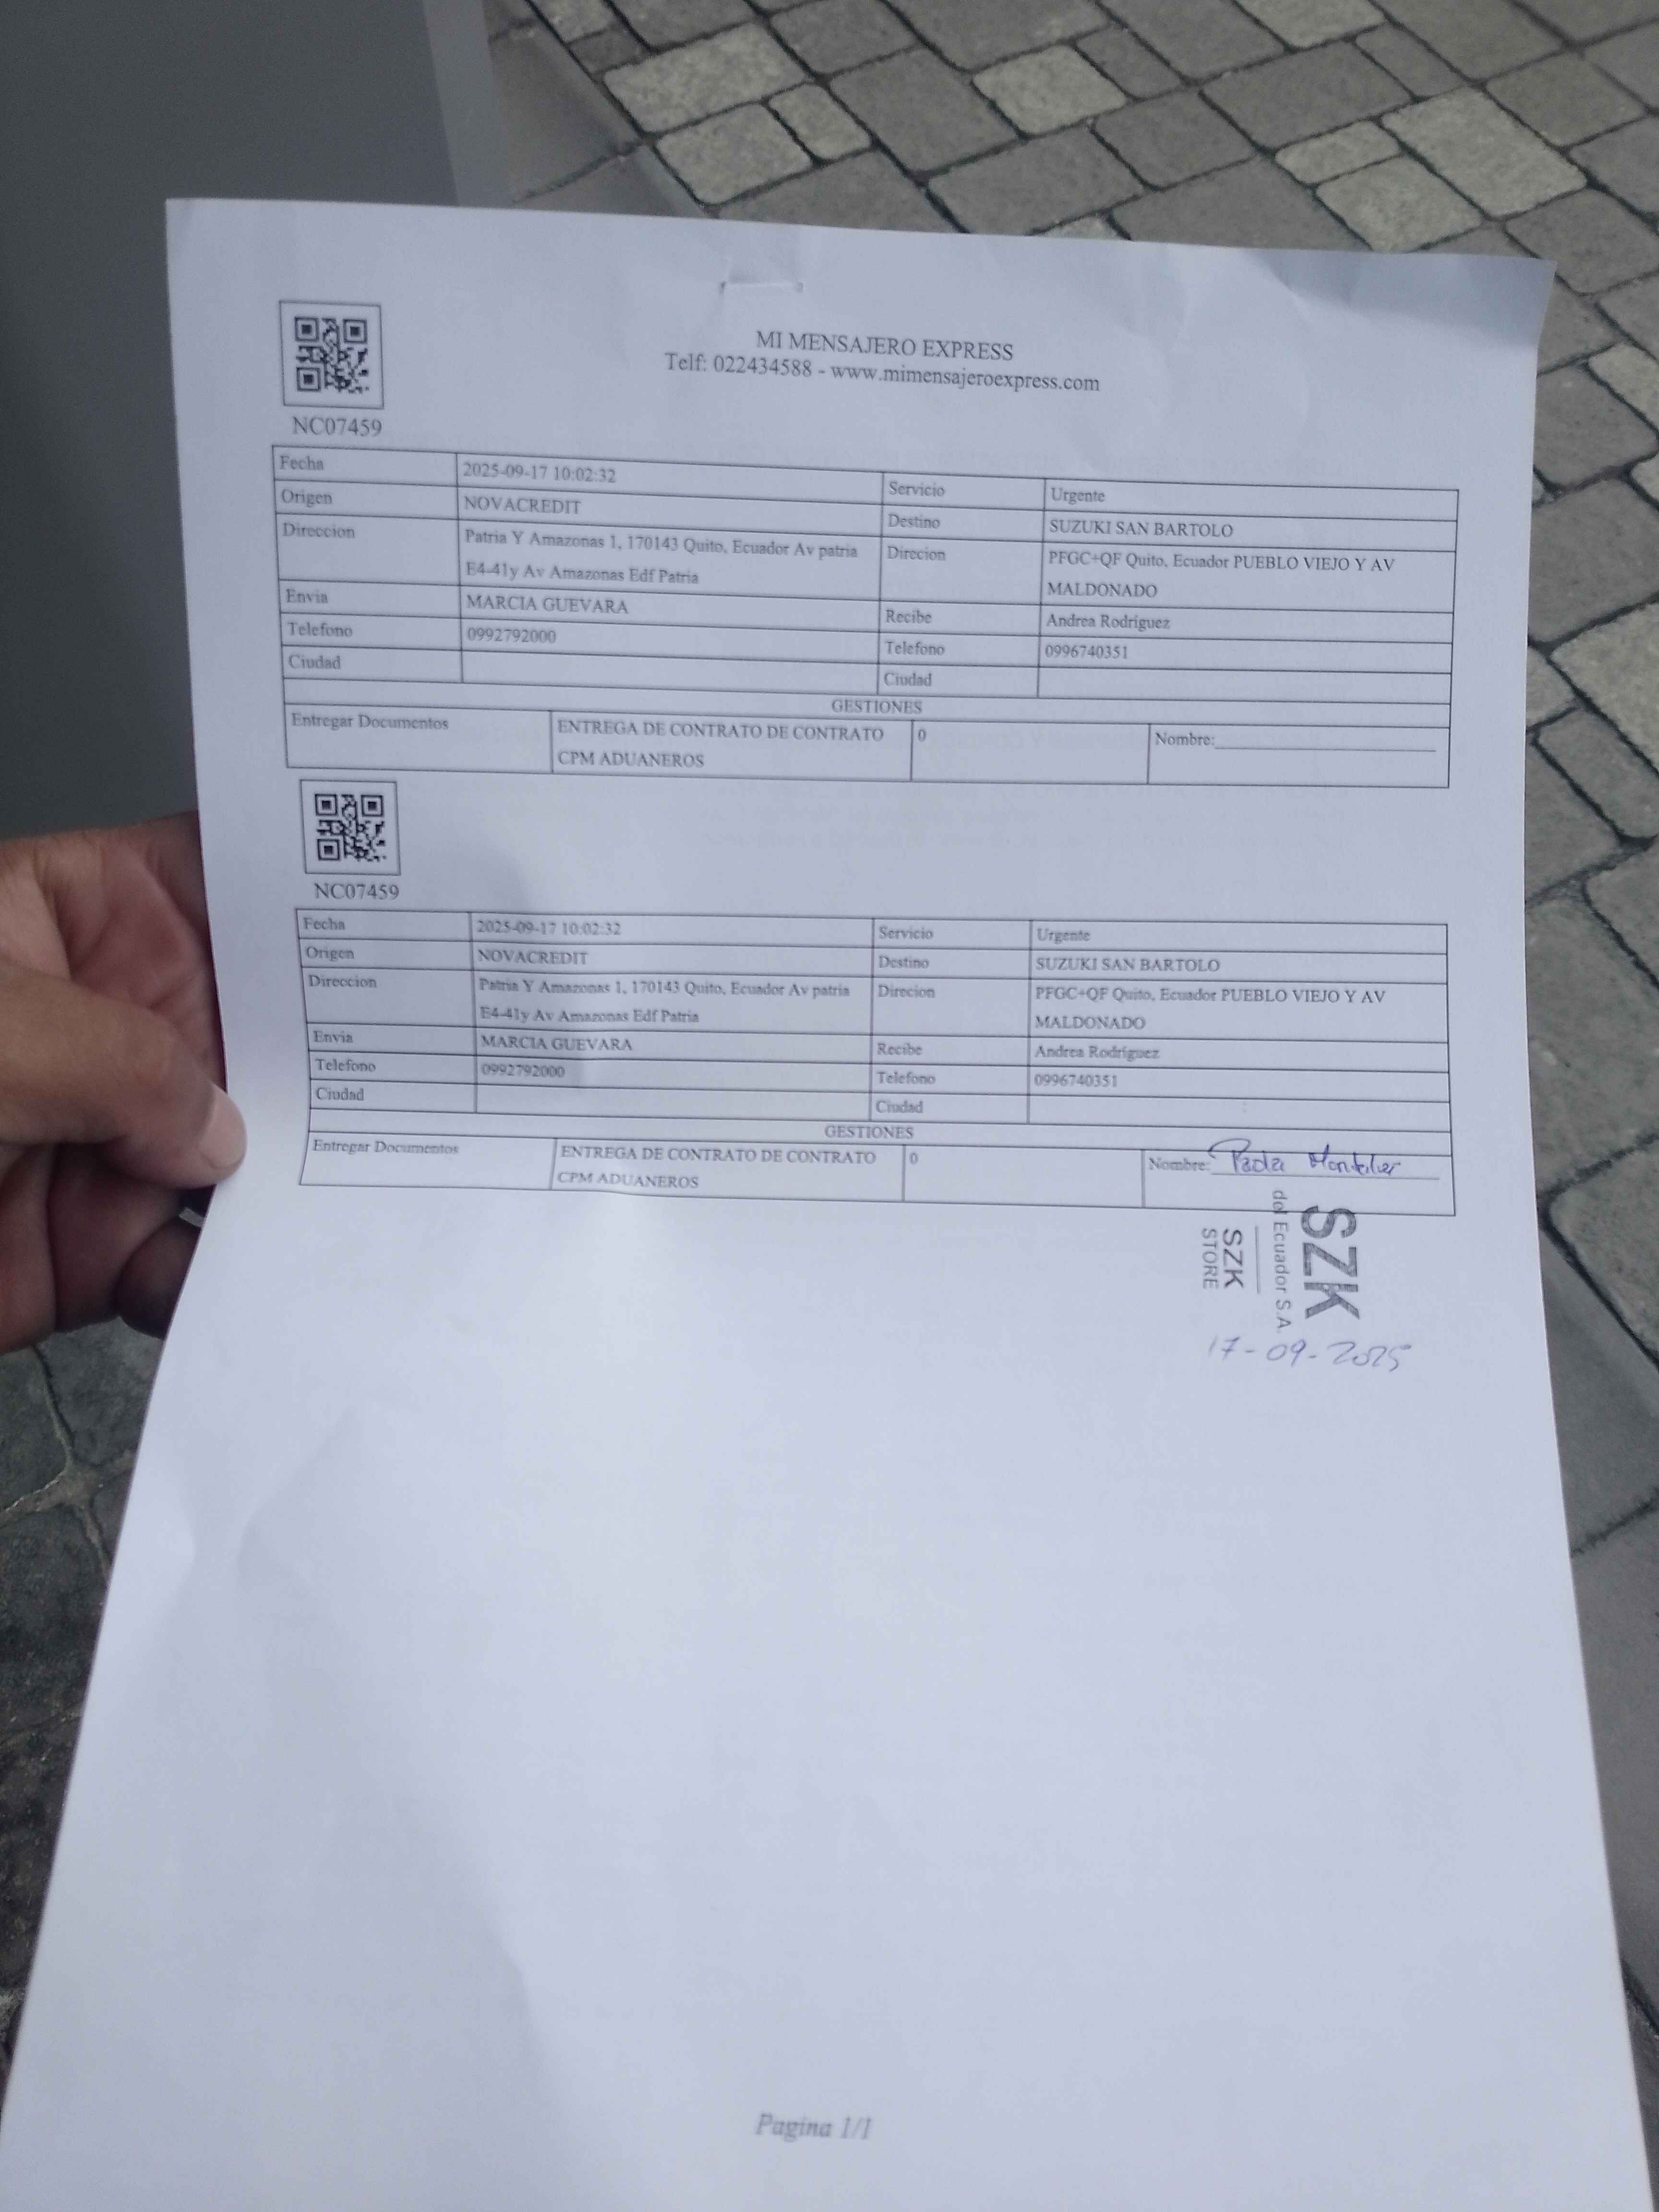 MI MENSAJERO EXPRESS
Telf: 022434588 - www.mimensajeroexpress.com
NC07459
Fecha 2025-09-17 10:02:32 Servicio Urgente
Origen NOVACREDIT Destino SUZUKI SAN BARTOLO
Direccion Patria Y Amazonas 1, 170143 Quito, Ecuador Av patria Direcion PFGC+QF Quito, Ecuador PUEBLO VIEJO Y AV
E4-41y Av Amazonas Edf Patria MALDONADO
Envia MARCIA GUEVARA Recibe Andrea Rodriguez
Telefono 0992792000 Telefono 0996740351
Ciudad Ciudad
GESTIONES
Entregar Documentos ENTREGA DE CONTRATO DE CONTRATO 0 Nombre:
CPM ADUANEROS
NC07459
Fecha 2025-09-17 10:02:32 Servicio Urgente
Origen NOVACREDIT Destino SUZUKI SAN BARTOLO
Direccion Patria Y Amazonas 1, 170143 Quito, Ecuador Av patria Direcion PFGC+QF Quito, Ecuador PUEBLO VIEJO Y AV
E4-41y Av Amazonas Edf Patria MALDONADO
Envia MARCIA GUEVARA Recibe Andrea Rodriguez
Telefono 0992792000 Telefono 0996740351
Ciudad Ciudad
GESTIONES
Entregar Documentos ENTREGA DE CONTRATO DE CONTRATO 0 Nombre:
CPM ADUANEROS
SZK
del Ecuador S.A.
SZK
STORE
17-09-2025
Pagina 1/1